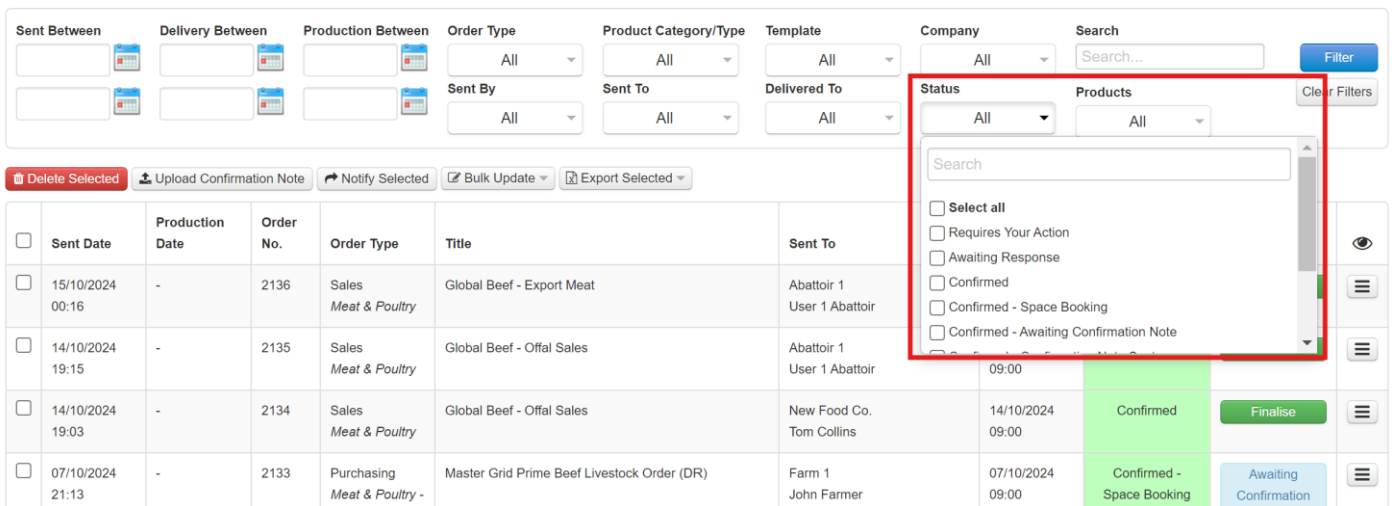 Sent Between Delivery Between Production Between Order Type Product Category/Type Template Company Search
All All All All Search... Filter
Sent By Sent To Delivered To Status Products Clear Filters
All All All All All
Search
Select all
Requires Your Action
Awaiting Response
Confirmed
Confirmed - Space Booking
Confirmed - Awaiting Confirmation Note
Delete Selected Upload Confirmation Note Notify Selected Bulk Update Export Selected
Sent Date Production Date Order No. Order Type Title Sent To
15/10/2024 - 2136 Sales Global Beef - Export Meat Abattoir 1
00:16 Meat & Poultry User 1 Abattoir
14/10/2024 - 2135 Sales Global Beef - Offal Sales Abattoir 1
19:15 Meat & Poultry User 1 Abattoir 09:00
14/10/2024 - 2134 Sales Global Beef - Offal Sales New Food Co. 14/10/2024 Confirmed Finalise
19:03 Meat & Poultry Tom Collins 09:00
07/10/2024 - 2133 Purchasing Master Grid Prime Beef Livestock Order (DR) Farm 1 07/10/2024 Confirmed - Awaiting
21:13 Meat & Poultry - John Farmer 09:00 Space Booking Confirmation